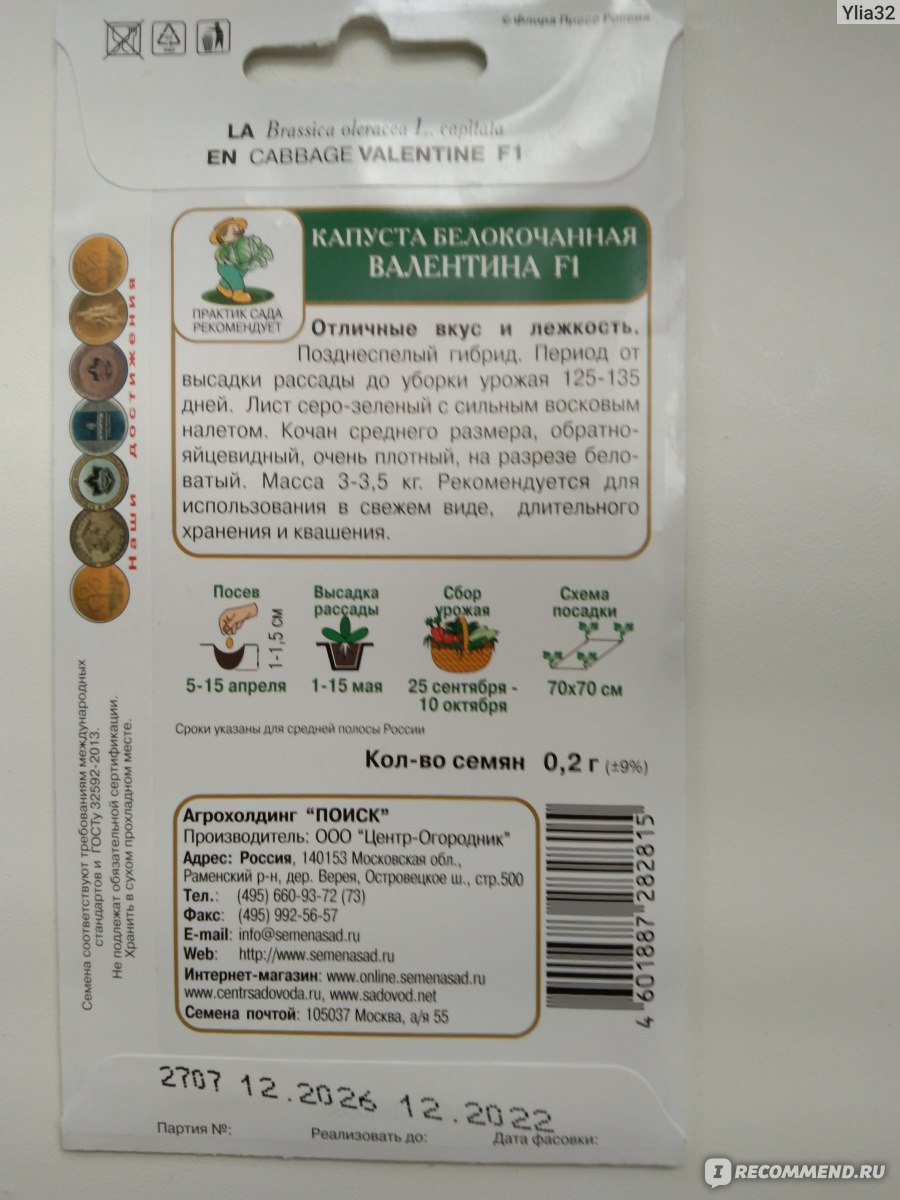 Ylia32
© Флора Пресс Россия
LA Brassica oleracea L. capitata
EN CABBAGE VALENTINE F1
КАПУСТА БЕЛОКОЧАННАЯ
ВАЛЕНТИНА F1
ПРАКТИК САДА
РЕКОМЕНДУЕТ
Отличные вкус и лежкость.
Позднеспелый гибрид. Период от
высадки рассады до уборки урожая 125-135
дней. Лист серо-зеленый с сильным восковым
налетом. Кочан среднего размера, обратно-
яйцевидный, очень плотный, на разрезе бело-
ватый. Масса 3-3,5 кг. Рекомендуется для
использования в свежем виде, длительного
хранения и квашения.
Наши достижения
Посев
1-1,5 см
5-15 апреля
Высадка
рассады
1-15 мая
Сбор
урожая
25 сентября -
10 октября
Схема
посадки
70х70 см
Сроки указаны для средней полосы России
Кол-во семян 0,2 г (±9%)
Семена соответствуют требованиям международных
стандартов и ГОСТу 32592-2013.
Не подлежат обязательной сертификации.
Хранить в сухом прохладном месте.
Агрохолдинг "ПОИСК"
Производитель: ООО "Центр-Огородник"
Адрес: Россия, 140153 Московская обл.,
Раменский р-н, дер. Верея, Островецкое ш., стр.500
Тел.: (495) 660-93-72 (73)
Факс: (495) 992-56-57
E-mail: info@semenasad.ru
Web: http://www.semenasad.ru
Интернет-магазин: www.online.semenasad.ru
www.centrsadovoda.ru, www.sadovod.net
Семена почтой: 105037 Москва, а/я 55
4 601887 282815
2707 12.2026 12.2022
Партия №: Реализовать до: Дата фасовки:
IRECOMMEND.RU